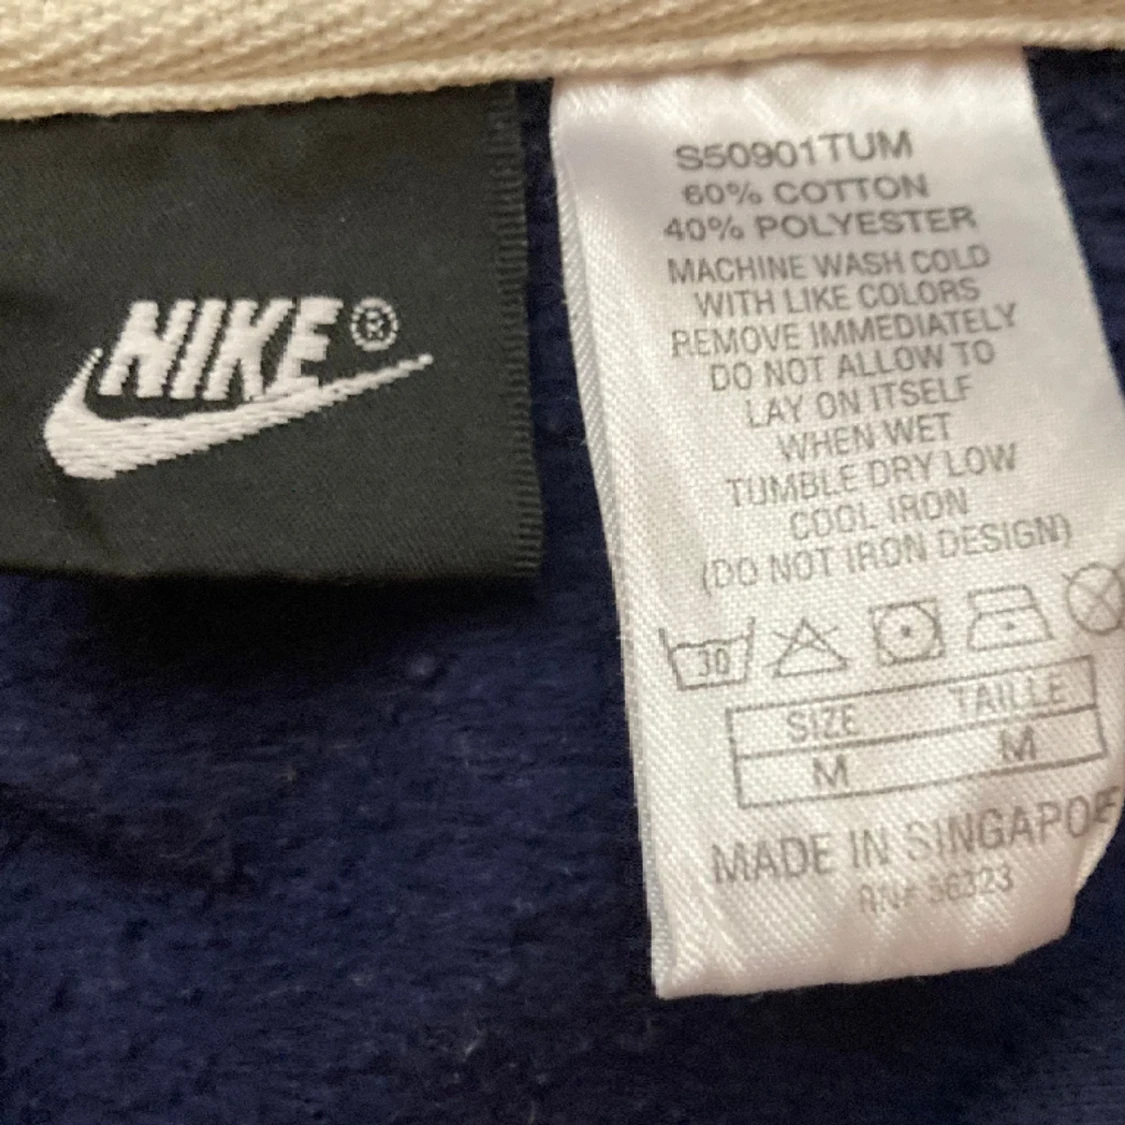 NIKE®
S50901TUM
60% COTTON
40% POLYESTER
MACHINE WASH COLD
WITH LIKE COLORS
REMOVE IMMEDIATELY
DO NOT ALLOW TO
LAY ON ITSELF
WHEN WET
TUMBLE DRY LOW
COOL IRON
(DO NOT IRON DESIGN)
30
SIZE TAILLE
M M
MADE IN SINGAPORE
RN# 56323